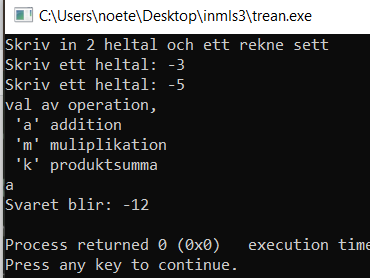 C:\Users\noete\Desktop\inmls3\trean.exe
Skriv in 2 heltal och ett rekne sett
Skriv ett heltal: -3
Skriv ett heltal: -5
val av operation,
'a' addition
'm' muliplikation
'k' produktsumma
a
Svaret blir: -12
Process returned 0 (0x0)   execution time
Press any key to continue.